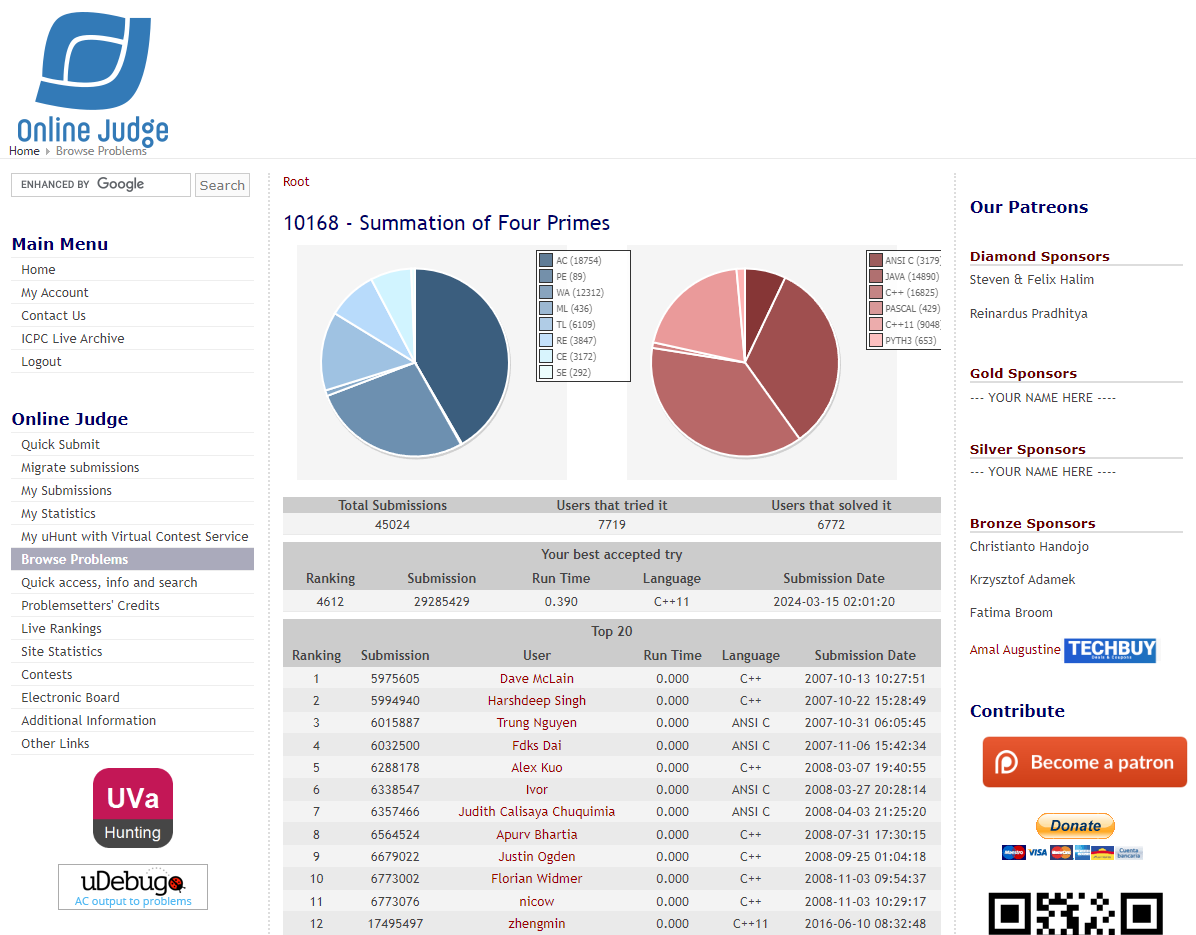 Online Judge
Home Browse Problems
ENHANCED BY Google Search
Main Menu
Home
My Account
Contact Us
ICPC Live Archive
Logout
Online Judge
Quick Submit
Migrate submissions
My Submissions
My Statistics
My uHunt with Virtual Contest Service
Browse Problems
Quick access, info and search
Problemsetters' Credits
Live Rankings
Site Statistics
Contests
Electronic Board
Additional Information
Other Links
UVa
Hunting
uDebug
AC output to problems
Root
10168 - Summation of Four Primes
AC (18754)
PE (89)
WA (12312)
ML (436)
TL (6109)
RE (3847)
CE (3172)
SE (292)
ANSI C (3179)
JAVA (14890)
C++ (16825)
PASCAL (429)
C++11 (9048)
PYTH3 (653)
Total Submissions Users that tried it Users that solved it
45024 7719 6772
Your best accepted try
Ranking Submission Run Time Language Submission Date
4612 29285429 0.390 C++11 2024-03-15 02:01:20
Top 20
Ranking Submission User Run Time Language Submission Date
1 5975605 Dave McLain 0.000 C++ 2007-10-13 10:27:51
2 5994940 Harshdeep Singh 0.000 C++ 2007-10-22 15:28:49
3 6015887 Trung Nguyen 0.000 ANSI C 2007-10-31 06:05:45
4 6032500 Fdks Dai 0.000 ANSI C 2007-11-06 15:42:34
5 6288178 Alex Kuo 0.000 C++ 2008-03-07 19:40:55
6 6338547 Ivor 0.000 ANSI C 2008-03-27 20:28:14
7 6357466 Judith Calisaya Chuquimia 0.000 ANSI C 2008-04-03 21:25:20
8 6564524 Apurv Bhartia 0.000 C++ 2008-07-31 17:30:15
9 6679022 Justin Ogden 0.000 C++ 2008-09-25 01:04:18
10 6773002 Florian Widmer 0.000 C++ 2008-11-03 09:54:37
11 6773076 nicow 0.000 C++ 2008-11-03 10:29:17
12 17495497 zhengmin 0.000 C++11 2016-06-10 08:32:48
Our Patreons
Diamond Sponsors
Steven & Felix Halim
Reinardus Pradhitya
Gold Sponsors
--- YOUR NAME HERE ----
Silver Sponsors
--- YOUR NAME HERE ----
Bronze Sponsors
Christianto Handojo
Krzysztof Adamek
Fatima Broom
Amal Augustine TECHBUY
Deals & Coupons
Contribute
Become a patron
Donate
Maestro VISA
Cuenta
bancaria